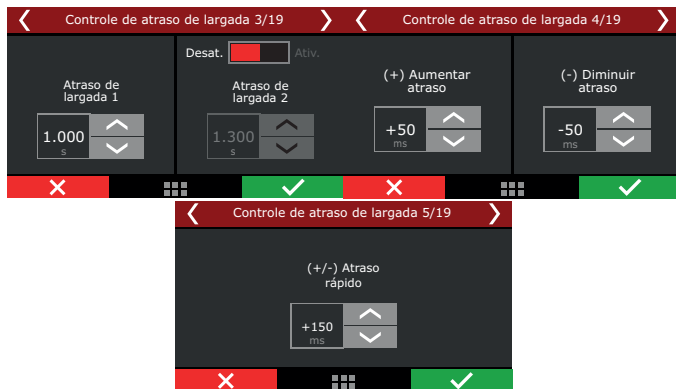 Controle de atraso de largada 3/19
Desat.
Ativ.
Atraso de
largada 1
1.000
s
Atraso de
largada 2
1.300
s
Controle de atraso de largada 4/19
(+) Aumentar
atraso
+50
ms
(-) Diminuir
atraso
-50
ms
Controle de atraso de largada 5/19
(+/-) Atraso
rápido
+150
ms